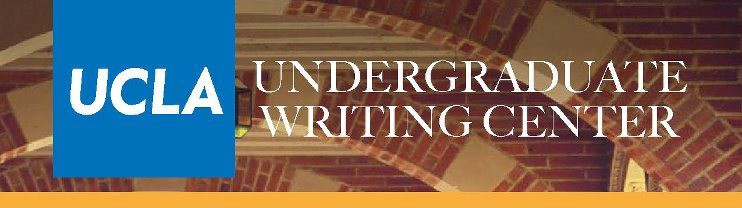 UCLA
UNDERGRADUATE
WRITING CENTER